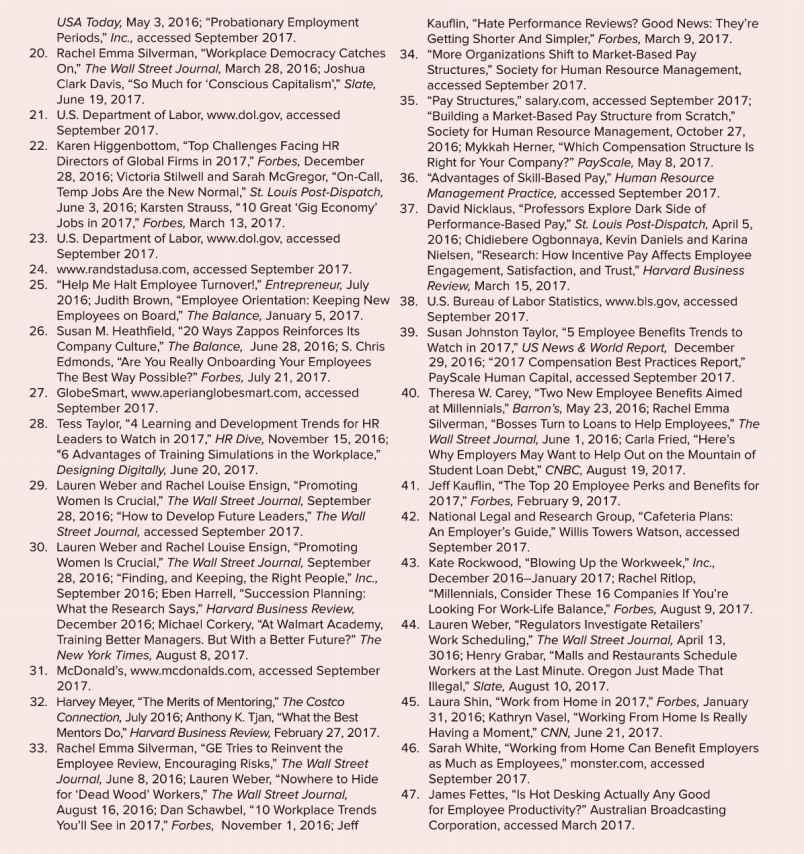 USA Today, May 3, 2016; “Probationary Employment
Periods,” Inc., accessed September 2017.
20. Rachel Emma Silverman, “Workplace Democracy Catches
On,” The Wall Street Journal, March 28, 2016; Joshua
Clark Davis, “So Much for ‘Conscious Capitalism’,” Slate,
June 19, 2017.
21. U.S. Department of Labor, www.dol.gov, accessed
September 2017.
22. Karen Higgenbottom, “Top Challenges Facing HR
Directors of Global Firms in 2017,” Forbes, December
28, 2016; Victoria Stilwell and Sarah McGregor, “On-Call,
Temp Jobs Are the New Normal,” St. Louis Post-Dispatch,
June 3, 2016; Karsten Strauss, “10 Great ‘Gig Economy’
Jobs in 2017,” Forbes, March 13, 2017.
23. U.S. Department of Labor, www.dol.gov, accessed
September 2017.
24. www.randstadusa.com, accessed September 2017.
25. “Help Me Halt Employee Turnover!,” Entrepreneur, July
2016; Judith Brown, “Employee Orientation: Keeping New
Employees on Board,” The Balance, January 5, 2017.
26. Susan M. Heathfield, “20 Ways Zappos Reinforces Its
Company Culture,” The Balance, June 28, 2016; S. Chris
Edmonds, “Are You Really Onboarding Your Employees
The Best Way Possible?” Forbes, July 21, 2017.
27. GlobeSmart, www.aperianglobesmart.com, accessed
September 2017.
28. Tess Taylor, “4 Learning and Development Trends for HR
Leaders to Watch in 2017,” HR Dive, November 15, 2016;
“6 Advantages of Training Simulations in the Workplace,”
Designing Digitally, June 20, 2017.
29. Lauren Weber and Rachel Louise Ensign, “Promoting
Women Is Crucial,” The Wall Street Journal, September
28, 2016; “How to Develop Future Leaders,” The Wall
Street Journal, accessed September 2017.
30. Lauren Weber and Rachel Louise Ensign, “Promoting
Women Is Crucial,” The Wall Street Journal, September
28, 2016; “Finding, and Keeping, the Right People,” Inc.,
September 2016; Eben Harrell, “Succession Planning:
What the Research Says,” Harvard Business Review,
December 2016; Michael Corkery, “At Walmart Academy,
Training Better Managers. But With a Better Future?” The
New York Times, August 8, 2017.
31. McDonald’s, www.mcdonalds.com, accessed September
2017.
32. Harvey Meyer, “The Merits of Mentoring,” The Costco
Connection, July 2016; Anthony K. Tjan, “What the Best
Mentors Do,” Harvard Business Review, February 27, 2017.
33. Rachel Emma Silverman, “GE Tries to Reinvent the
Employee Review, Encouraging Risks,” The Wall Street
Journal, June 8, 2016; Lauren Weber, “Nowhere to Hide
for ‘Dead Wood’ Workers,” The Wall Street Journal,
August 16, 2016; Dan Schawbel, “10 Workplace Trends
You’ll See in 2017,” Forbes, November 1, 2016; Jeff
Kauflin, “Hate Performance Reviews? Good News: They’re
Getting Shorter And Simpler,” Forbes, March 9, 2017.
34. “More Organizations Shift to Market-Based Pay
Structures,” Society for Human Resource Management,
accessed September 2017.
35. “Pay Structures,” salary.com, accessed September 2017;
“Building a Market-Based Pay Structure from Scratch,”
Society for Human Resource Management, October 27,
2016; Mykkah Herner, “Which Compensation Structure Is
Right for Your Company?” PayScale, May 8, 2017.
36. “Advantages of Skill-Based Pay,” Human Resource
Management Practice, accessed September 2017.
37. David Nicklaus, “Professors Explore Dark Side of
Performance-Based Pay,” St. Louis Post-Dispatch, April 5,
2016; Chidiebere Ogbonnaya, Kevin Daniels and Karina
Nielsen, “Research: How Incentive Pay Affects Employee
Engagement, Satisfaction, and Trust,” Harvard Business
Review, March 15, 2017.
38. U.S. Bureau of Labor Statistics, www.bls.gov, accessed
September 2017.
39. Susan Johnston Taylor, “5 Employee Benefits Trends to
Watch in 2017,” US News & World Report, December
29, 2016; “2017 Compensation Best Practices Report,”
PayScale Human Capital, accessed September 2017.
40. Theresa W. Carey, “Two New Employee Benefits Aimed
at Millennials,” Barron’s, May 23, 2016; Rachel Emma
Silverman, “Bosses Turn to Loans to Help Employees,” The
Wall Street Journal, June 1, 2016; Carla Fried, “Here’s
Why Employers May Want to Help Out on the Mountain of
Student Loan Debt,” CNBC, August 19, 2017.
41. Jeff Kauflin, “The Top 20 Employee Perks and Benefits for
2017,” Forbes, February 9, 2017.
42. National Legal and Research Group, “Cafeteria Plans:
An Employer’s Guide,” Willis Towers Watson, accessed
September 2017.
43. Kate Rockwood, “Blowing Up the Workweek,” Inc.,
December 2016–January 2017; Rachel Ritlop,
“Millennials, Consider These 16 Companies If You’re
Looking For Work-Life Balance,” Forbes, August 9, 2017.
44. Lauren Weber, “Regulators Investigate Retailers’
Work Scheduling,” The Wall Street Journal, April 13,
3016; Henry Grabar, “Malls and Restaurants Schedule
Workers at the Last Minute. Oregon Just Made That
Illegal,” Slate, August 10, 2017.
45. Laura Shin, “Work from Home in 2017,” Forbes, January
31, 2016; Kathryn Vasel, “Working From Home Is Really
Having a Moment,” CNN, June 21, 2017.
46. Sarah White, “Working from Home Can Benefit Employers
as Much as Employees,” monster.com, accessed
September 2017.
47. James Fettes, “Is Hot Desking Actually Any Good
for Employee Productivity?” Australian Broadcasting
Corporation, accessed March 2017.